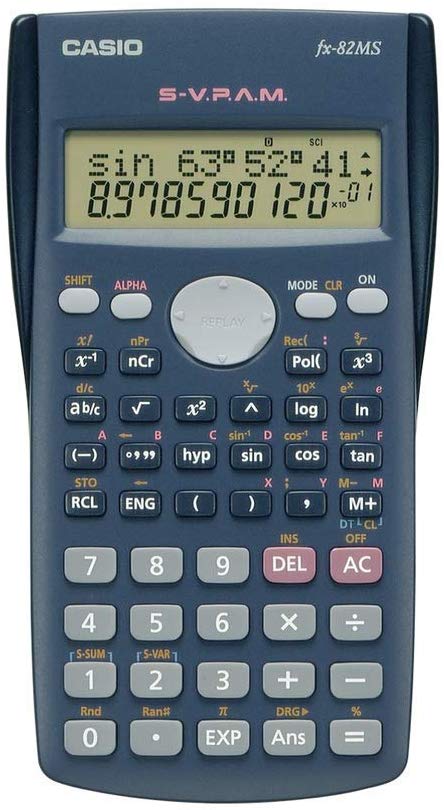 CASIO fx-82MS
S-V.P.A.M.
D SCI
sin 63°52°41
8.978590120×10-01
SHIFT ALPHA MODE CLR ON
REPLAY
x! nPr Rec( : ³√
x-1 nCr Pol( x³
d/c x√ 10x ex e
ab/c √ x² ^ log ln
A ← B C sin-1 D cos-1 E tan-1 F
(−) °,,, hyp sin cos tan
STO ← X ; Y M− M
RCL ENG ( ) , M+
DT CL
INS OFF
7 8 9 DEL AC
4 5 6 × ÷
S-SUM S-VAR
1 2 3 + −
Rnd Ran# π DRG▶ %
0 . EXP Ans =